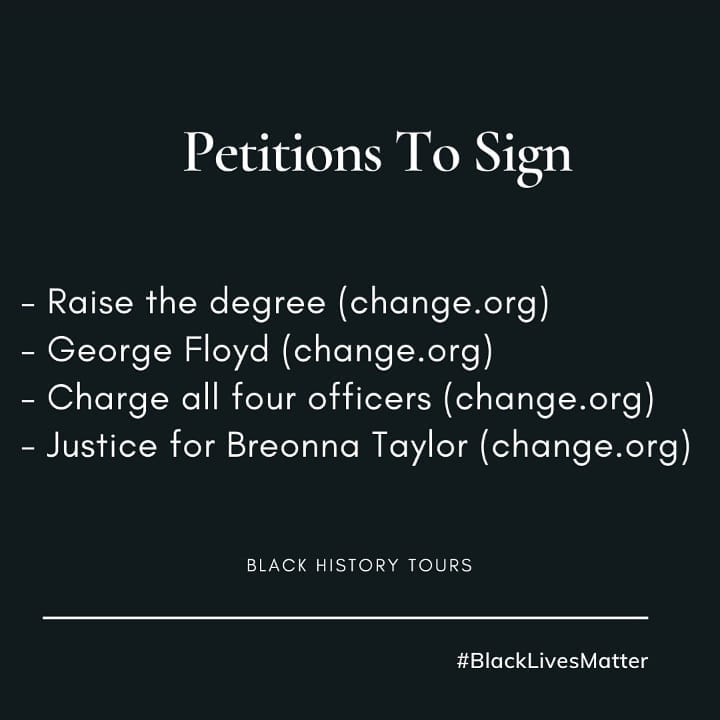 Petitions To Sign
- Raise the degree (change.org)
- George Floyd (change.org)
- Charge all four officers (change.org)
- Justice for Breonna Taylor (change.org)
BLACK HISTORY TOURS
#BlackLivesMatter